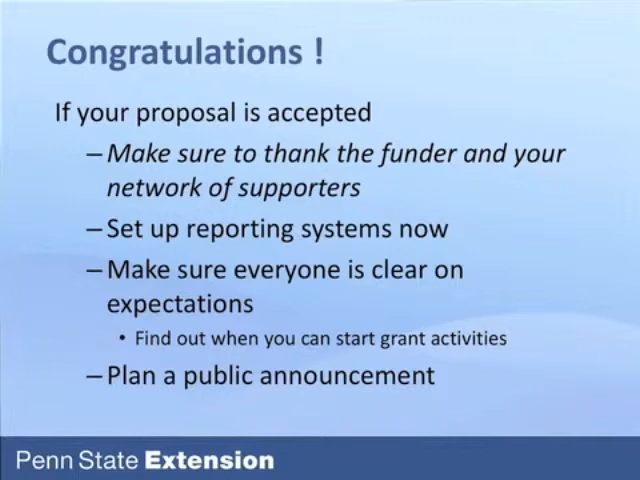 Congratulations !
If your proposal is accepted
–Make sure to thank the funder and your
network of supporters
–Set up reporting systems now
–Make sure everyone is clear on
expectations
• Find out when you can start grant activities
–Plan a public announcement
Penn State Extension